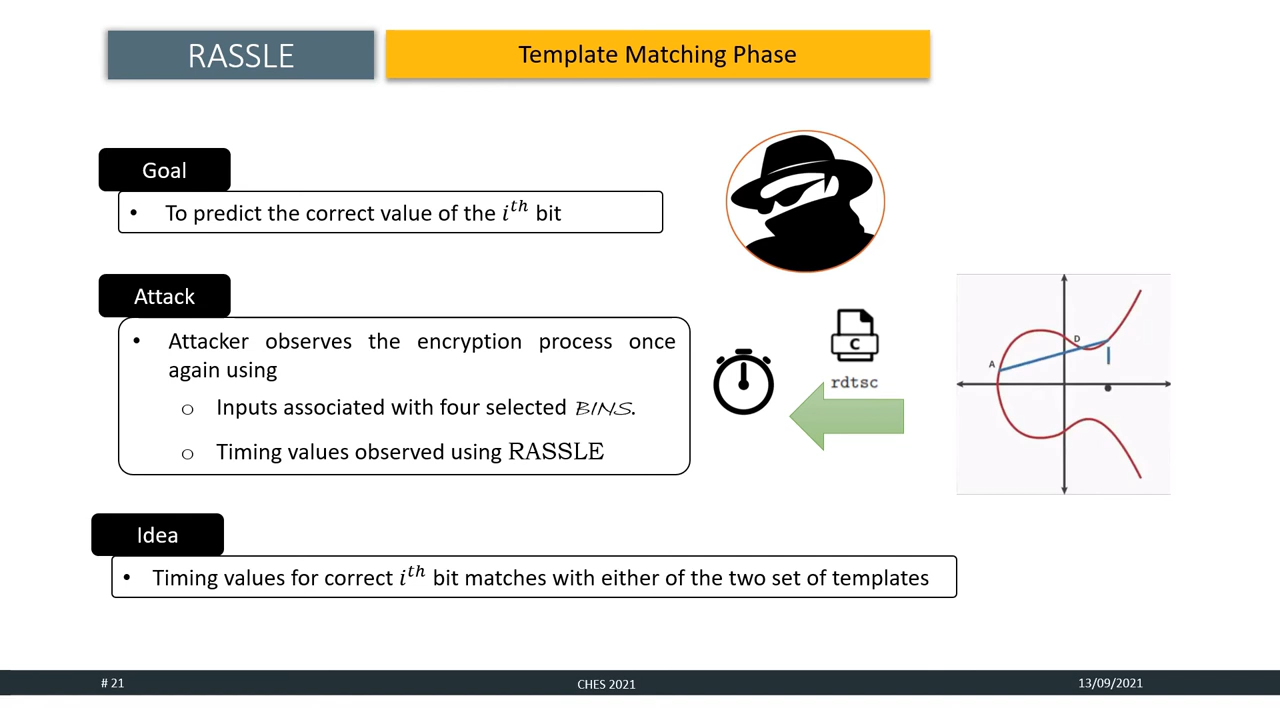 RASSLE
Template Matching Phase
Goal
• To predict the correct value of the i^th bit
Attack
• Attacker observes the encryption process once
again using
o Inputs associated with four selected BINS.
o Timing values observed using RASSLE
C
rdtsc
A
D
Idea
• Timing values for correct i^th bit matches with either of the two set of templates
# 21
CHES 2021
13/09/2021